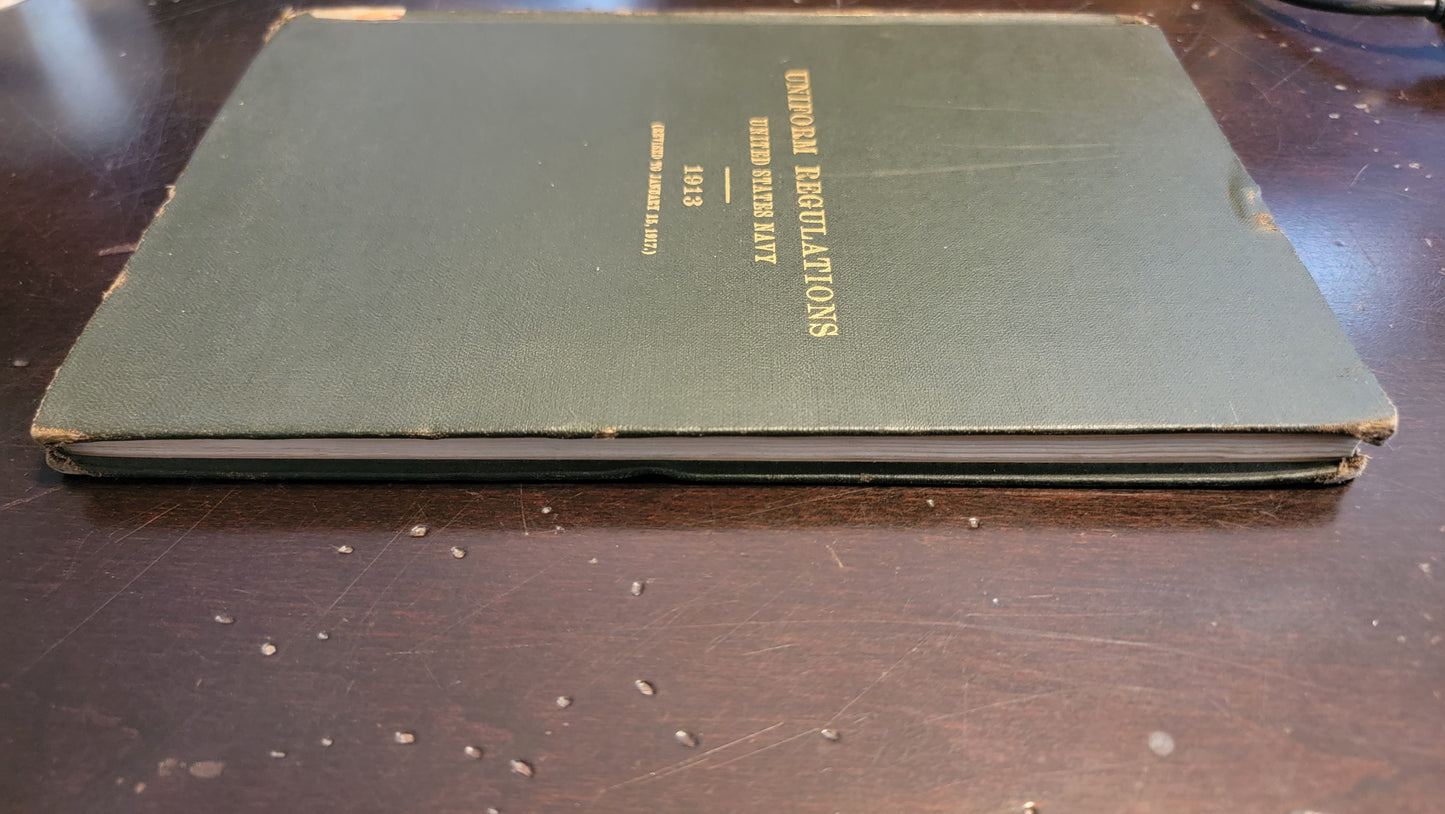 UNIFORM REGULATIONS
UNITED STATES NAVY
1913
(REVISED TO JANUARY 15, 1917.)